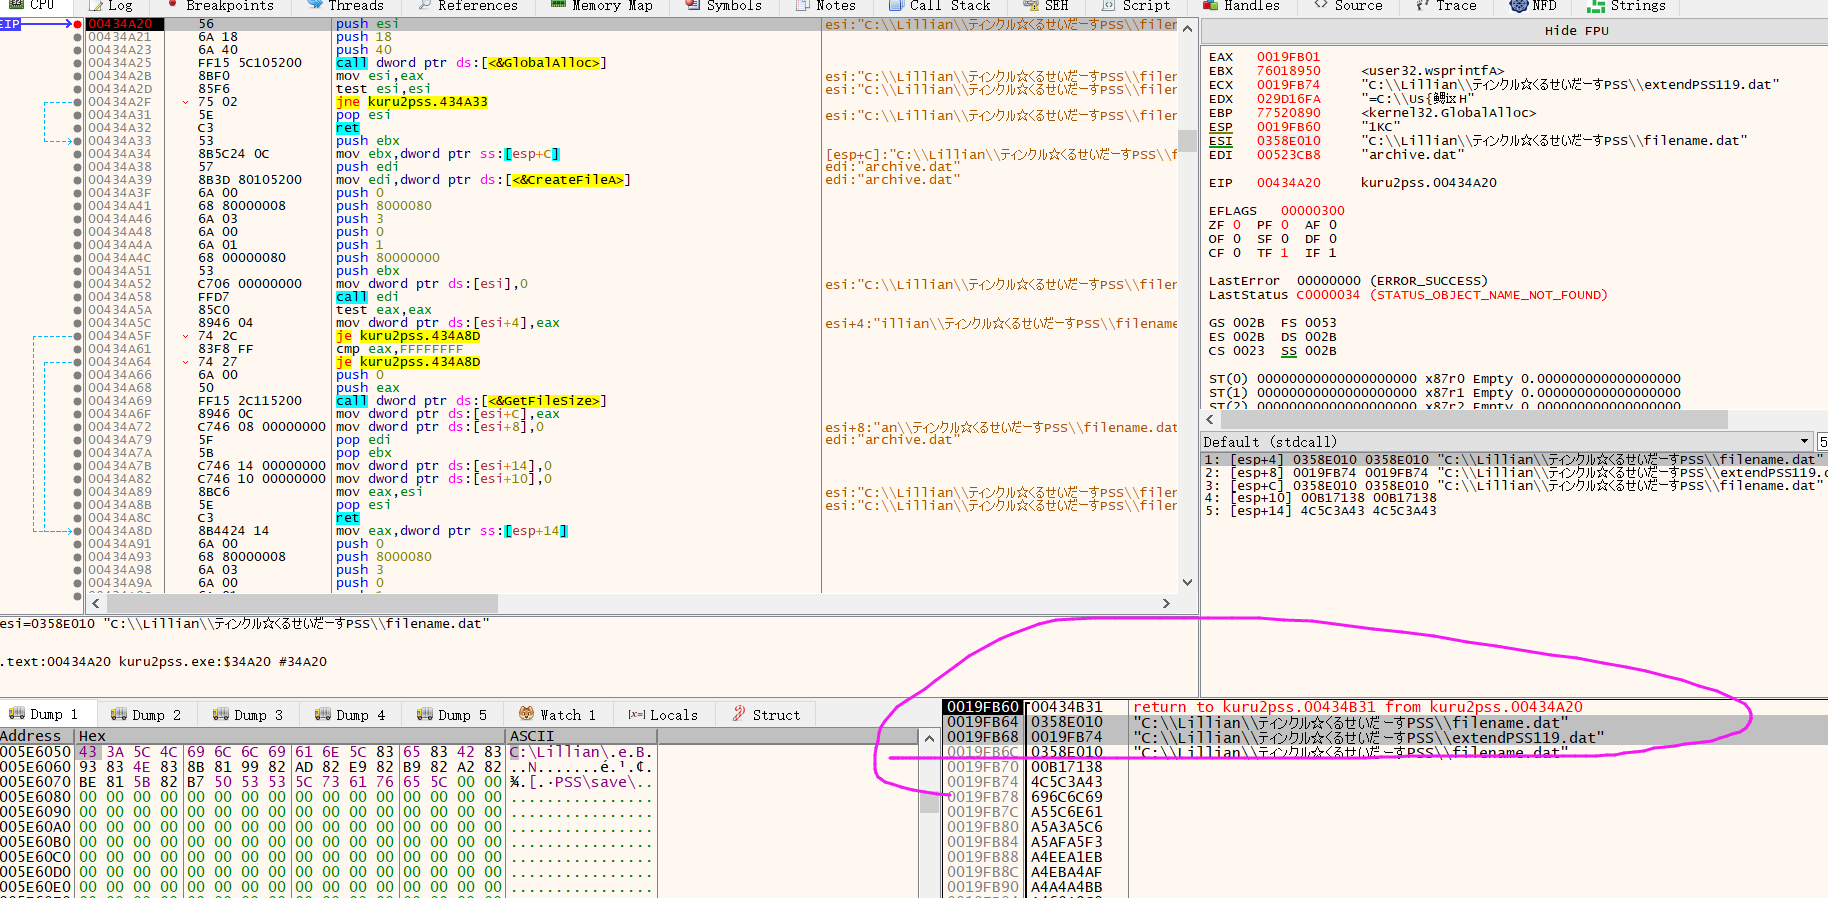 CPU Log Breakpoints Threads References Memory Map Symbols Notes Call Stack SEH Script Handles Source Trace NFD Strings
EIP
00434A20 56 push esi esi:"C:\\Lillian\\ティンクル☆くるせいだーすPSS\\filen
00434A21 6A 18 push 18
00434A23 6A 40 push 40
00434A25 FF15 5C105200 call dword ptr ds:[<&GlobalAlloc>]
00434A2B 8BF0 mov esi,eax esi:"C:\\Lillian\\ティンクル☆くるせいだーすPSS\\filen
00434A2D 85F6 test esi,esi esi:"C:\\Lillian\\ティンクル☆くるせいだーすPSS\\filen
00434A2F 75 02 jne kuru2pss.434A33
00434A31 5E pop esi esi:"C:\\Lillian\\ティンクル☆くるせいだーすPSS\\filen
00434A32 C3 ret
00434A33 53 push ebx
00434A34 8B5C24 0C mov ebx,dword ptr ss:[esp+C] [esp+C]:"C:\\Lillian\\ティンクル☆くるせいだーすPSS\\f
00434A38 57 push edi edi:"archive.dat"
00434A39 8B3D 80105200 mov edi,dword ptr ds:[<&CreateFileA>] edi:"archive.dat"
00434A3F 6A 00 push 0
00434A41 68 80000008 push 8000080
00434A46 6A 03 push 3
00434A48 6A 00 push 0
00434A4A 6A 01 push 1
00434A4C 68 00000080 push 80000000
00434A51 53 push ebx
00434A52 C706 00000000 mov dword ptr ds:[esi],0 esi:"C:\\Lillian\\ティンクル☆くるせいだーすPSS\\filen
00434A58 FFD7 call edi
00434A5A 85C0 test eax,eax
00434A5C 8946 04 mov dword ptr ds:[esi+4],eax esi+4:"illian\\ティンクル☆くるせいだーすPSS\\filename
00434A5F 74 2C je kuru2pss.434A8D
00434A61 83F8 FF cmp eax,FFFFFFFF
00434A64 74 27 je kuru2pss.434A8D
00434A66 6A 00 push 0
00434A68 50 push eax
00434A69 FF15 2C115200 call dword ptr ds:[<&GetFileSize>]
00434A6F 8946 0C mov dword ptr ds:[esi+C],eax
00434A72 C746 08 00000000 mov dword ptr ds:[esi+8],0 esi+8:"an\\ティンクル☆くるせいだーすPSS\\filename.dat
00434A79 5F pop edi edi:"archive.dat"
00434A7A 5B pop ebx
00434A7B C746 14 00000000 mov dword ptr ds:[esi+14],0
00434A82 C746 10 00000000 mov dword ptr ds:[esi+10],0
00434A89 8BC6 mov eax,esi esi:"C:\\Lillian\\ティンクル☆くるせいだーすPSS\\filen
00434A8B 5E pop esi esi:"C:\\Lillian\\ティンクル☆くるせいだーすPSS\\filen
00434A8C C3 ret
00434A8D 8B4424 14 mov eax,dword ptr ss:[esp+14]
00434A91 6A 00 push 0
00434A93 68 80000008 push 8000080
00434A98 6A 03 push 3
00434A9A 6A 00 push 0
Hide FPU
EAX 0019FB01
EBX 76018950 <user32.wsprintfA>
ECX 0019FB74 "C:\\Lillian\\ティンクル☆くるせいだーすPSS\\extendPSS119.dat"
EDX 029D16FA
EBP 77520890 <kernel32.GlobalAlloc>
ESP 0019FB60 "1KC"
ESI 0358E010 "C:\\Lillian\\ティンクル☆くるせいだーすPSS\\filename.dat"
EDI 00523CB8 "archive.dat"
EIP 00434A20 kuru2pss.00434A20
EFLAGS 00000300
ZF 0 PF 0 AF 0
OF 0 SF 0 DF 0
CF 0 TF 1 IF 1
LastError 00000000 (ERROR_SUCCESS)
LastStatus C0000034 (STATUS_OBJECT_NAME_NOT_FOUND)
GS 002B FS 0053
ES 002B DS 002B
CS 0023 SS 002B
ST(0) 00000000000000000000 x87r0 Empty 0.000000000000000000
ST(1) 00000000000000000000 x87r1 Empty 0.000000000000000000
ST(2) 00000000000000000000 x87r2 Empty 0.000000000000000000
Default (stdcall) 5
1: [esp+4] 0358E010 0358E010 "C:\\Lillian\\ティンクル☆くるせいだーすPSS\\filename.dat"
2: [esp+8] 0019FB74 0019FB74 "C:\\Lillian\\ティンクル☆くるせいだーすPSS\\extendPSS119.d
3: [esp+C] 0358E010 0358E010 "C:\\Lillian\\ティンクル☆くるせいだーすPSS\\filename.dat"
4: [esp+10] 00B17138 00B17138
5: [esp+14] 4C5C3A43 4C5C3A43
esi=0358E010 "C:\\Lillian\\ティンクル☆くるせいだーすPSS\\filename.dat"
.text:00434A20 kuru2pss.exe:$34A20 #34A20
Dump 1 Dump 2 Dump 3 Dump 4 Dump 5 Watch 1 [x=] Locals Struct
Address Hex ASCII
005E6050 43 3A 5C 4C 69 6C 6C 69 61 6E 5C 83 65 83 42 83 C:\Lillian\.e.B.
005E6060 93 83 4E 83 8B 81 99 82 AD 82 E9 82 B9 82 A2 82 ..N.......é.¹.¢.
005E6070 BE 81 5B 82 B7 50 53 53 5C 73 61 76 65 5C 00 00 ¾.[.·PSS\save\..
005E6080 00 00 00 00 00 00 00 00 00 00 00 00 00 00 00 00 ................
005E6090 00 00 00 00 00 00 00 00 00 00 00 00 00 00 00 00 ................
005E60A0 00 00 00 00 00 00 00 00 00 00 00 00 00 00 00 00 ................
005E60B0 00 00 00 00 00 00 00 00 00 00 00 00 00 00 00 00 ................
005E60C0 00 00 00 00 00 00 00 00 00 00 00 00 00 00 00 00 ................
005E60D0 00 00 00 00 00 00 00 00 00 00 00 00 00 00 00 00 ................
005E60E0 00 00 00 00 00 00 00 00 00 00 00 00 00 00 00 00 ................
0019FB60 00434B31 return to kuru2pss.00434B31 from kuru2pss.00434A20
0019FB64 0358E010 "C:\\Lillian\\ティンクル☆くるせいだーすPSS\\filename.dat"
0019FB68 0019FB74 "C:\\Lillian\\ティンクル☆くるせいだーすPSS\\extendPSS119.dat"
0019FB6C 0358E010 "C:\\Lillian\\ティンクル☆くるせいだーすPSS\\filename.dat"
0019FB70 00B17138
0019FB74 4C5C3A43
0019FB78 696C6C69
0019FB7C A55C6E61
0019FB80 A5A3A5C6
0019FB84 A5AFA5F3
0019FB88 A4EEA1EB
0019FB8C A4EBA4AF
0019FB90 A4A4A4BB